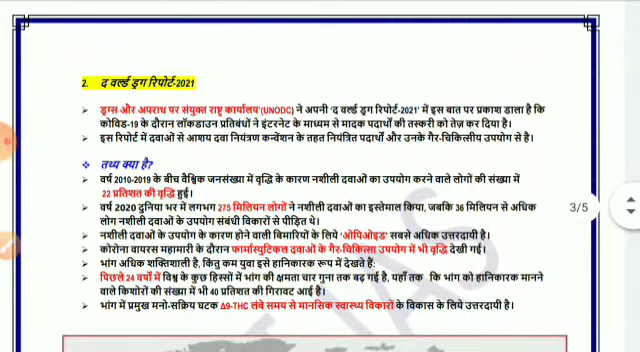 2. द वर्ल्ड ड्रग रिपोर्ट-2021
➢ ड्रग्स और अपराध पर संयुक्त राष्ट्र कार्यालय'(UNODC) ने अपनी 'द वर्ल्ड ड्रग रिपोर्ट-2021' में इस बात पर प्रकाश डाला है कि
कोविड-19 के दौरान लॉकडाउन प्रतिबंधों ने इंटरनेट के माध्यम से मादक पदार्थों की तस्करी को तेज़ कर दिया है।
➢ इस रिपोर्ट में दवाओं से आशय दवा नियंत्रण कन्वेंशन के तहत नियंत्रित पदार्थों और उनके गैर-चिकित्सीय उपयोग से है।
❖ तथ्य क्या है?
➢ वर्ष 2010-2019 के बीच वैश्विक जनसंख्या में वृद्धि के कारण नशीली दवाओं का उपयोग करने वाले लोगों की संख्या में
22 प्रतिशत की वृद्धि हुई।
➢ वर्ष 2020 दुनिया भर में लगभग 275 मिलियन लोगों ने नशीली दवाओं का इस्तेमाल किया, जबकि 36 मिलियन से अधिक
लोग नशीली दवाओं के उपयोग संबंधी विकारों से पीड़ित थे।
➢ नशीली दवाओं के उपयोग के कारण होने वाली बिमारियों के लिये 'ओपिओइड' सबसे अधिक उत्तरदायी है।
➢ कोरोना वायरस महामारी के दौरान फार्मास्युटिकल दवाओं के गैर-चिकित्सा उपयोग में भी वृद्धि देखी गई।
➢ भांग अधिक शक्तिशाली है, किंतु कम युवा इसे हानिकारक रूप में देखते हैं:
➢ पिछले 24 वर्षों में विश्व के कुछ हिस्सों में भांग की क्षमता चार गुना तक बढ़ गई है, यहाँ तक कि भांग को हानिकारक मानने
वाले किशोरों की संख्या में भी 40 प्रतिशत की गिरावट आई है।
➢ भांग में प्रमुख मनो-सक्रिय घटक Δ9-THC लंबे समय से मानसिक स्वास्थ्य विकारों के विकास के लिये उत्तरदायी है।
3/5
IAS